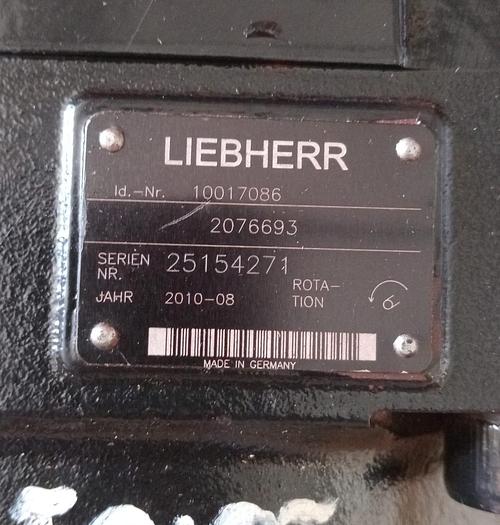 LIEBHERR
Id.-Nr. 10017086
2076693
SERIEN NR. 25154271
JAHR 2010-08 ROTA-TION
MADE IN GERMANY